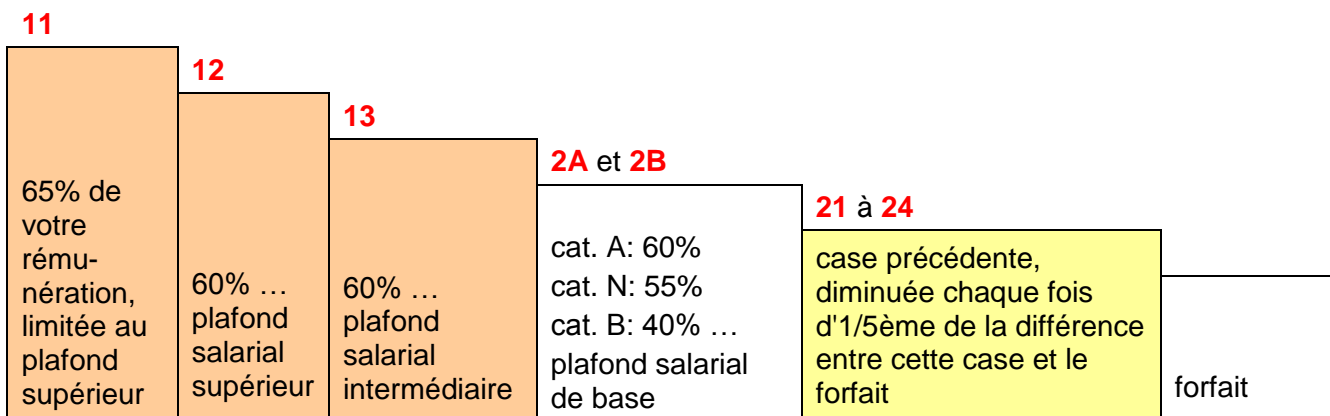 11
65% de
votre
rému-
nération,
limitée au
plafond
supérieur
12
60% …
plafond
salarial
supérieur
13
60% …
plafond
salarial
intermédiaire
2A et 2B
cat. A: 60%
cat. N: 55%
cat. B: 40% …
plafond salarial
de base
21 à 24
case précédente,
diminuée chaque fois
d'1/5ème de la différence
entre cette case et le
forfait
forfait